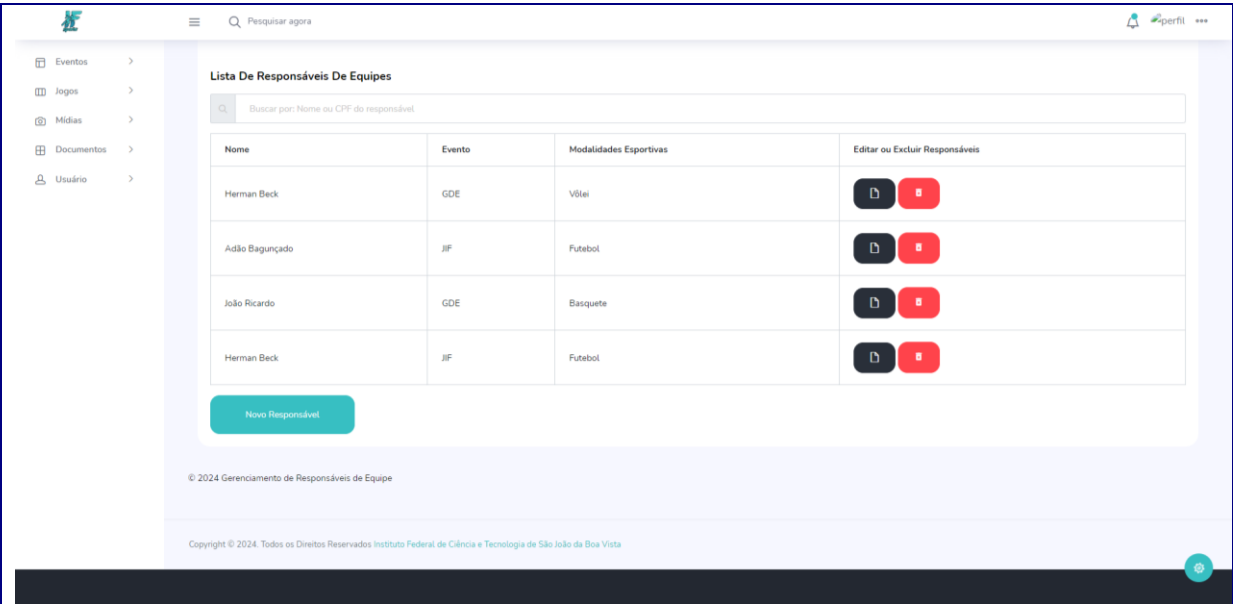 Pesquisar agora
perfil
Eventos
Jogos
Mídias
Documentos
Usuário
Lista De Responsáveis De Equipes
Buscar por: Nome ou CPF do responsável
Nome Evento Modalidades Esportivas Editar ou Excluir Responsáveis
Herman Beck GDE Vôlei
Adão Bagunçado JIF Futebol
João Ricardo GDE Basquete
Herman Beck JIF Futebol
Novo Responsável
© 2024 Gerenciamento de Responsáveis de Equipe
Copyright © 2024. Todos os Direitos Reservados Instituto Federal de Ciência e Tecnologia de São João da Boa Vista